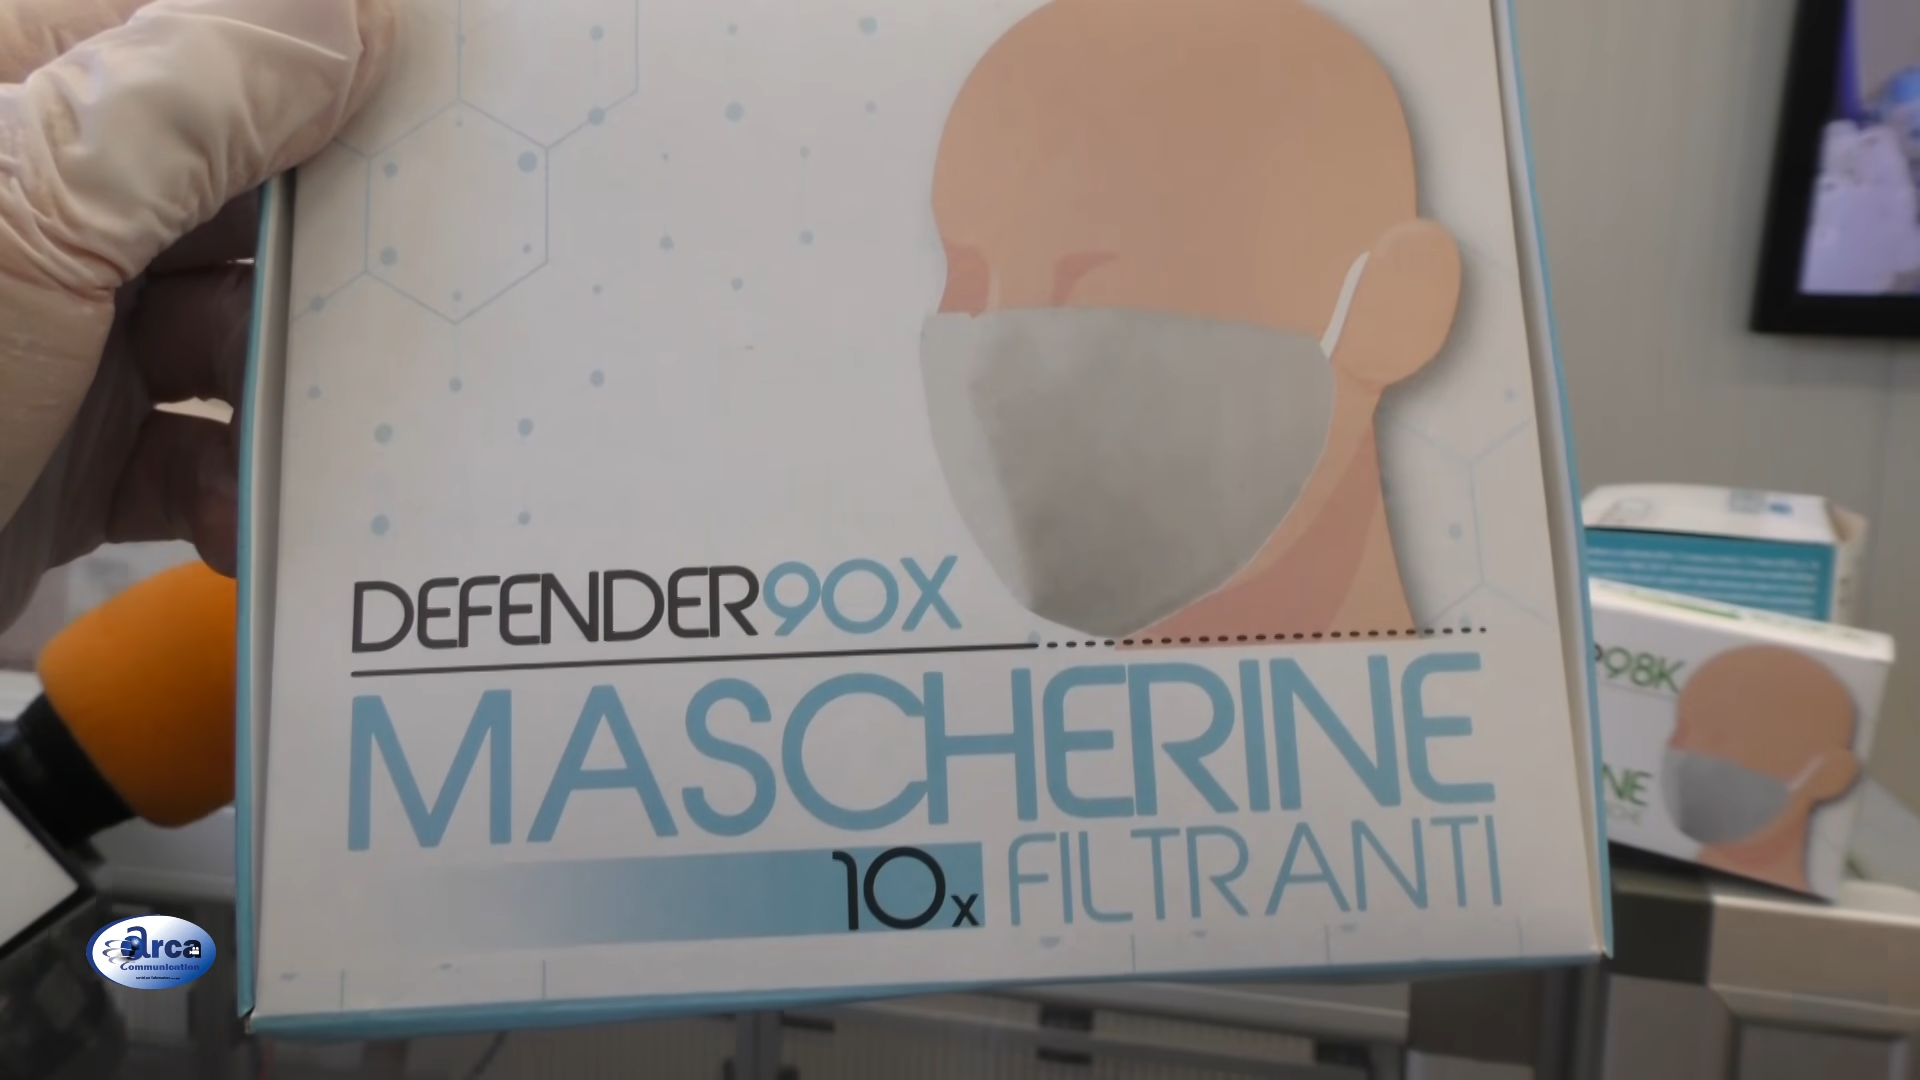 DEFENDER90X
MASCHERINE
10x FILTRANTI
98K
NE
arca
Communication